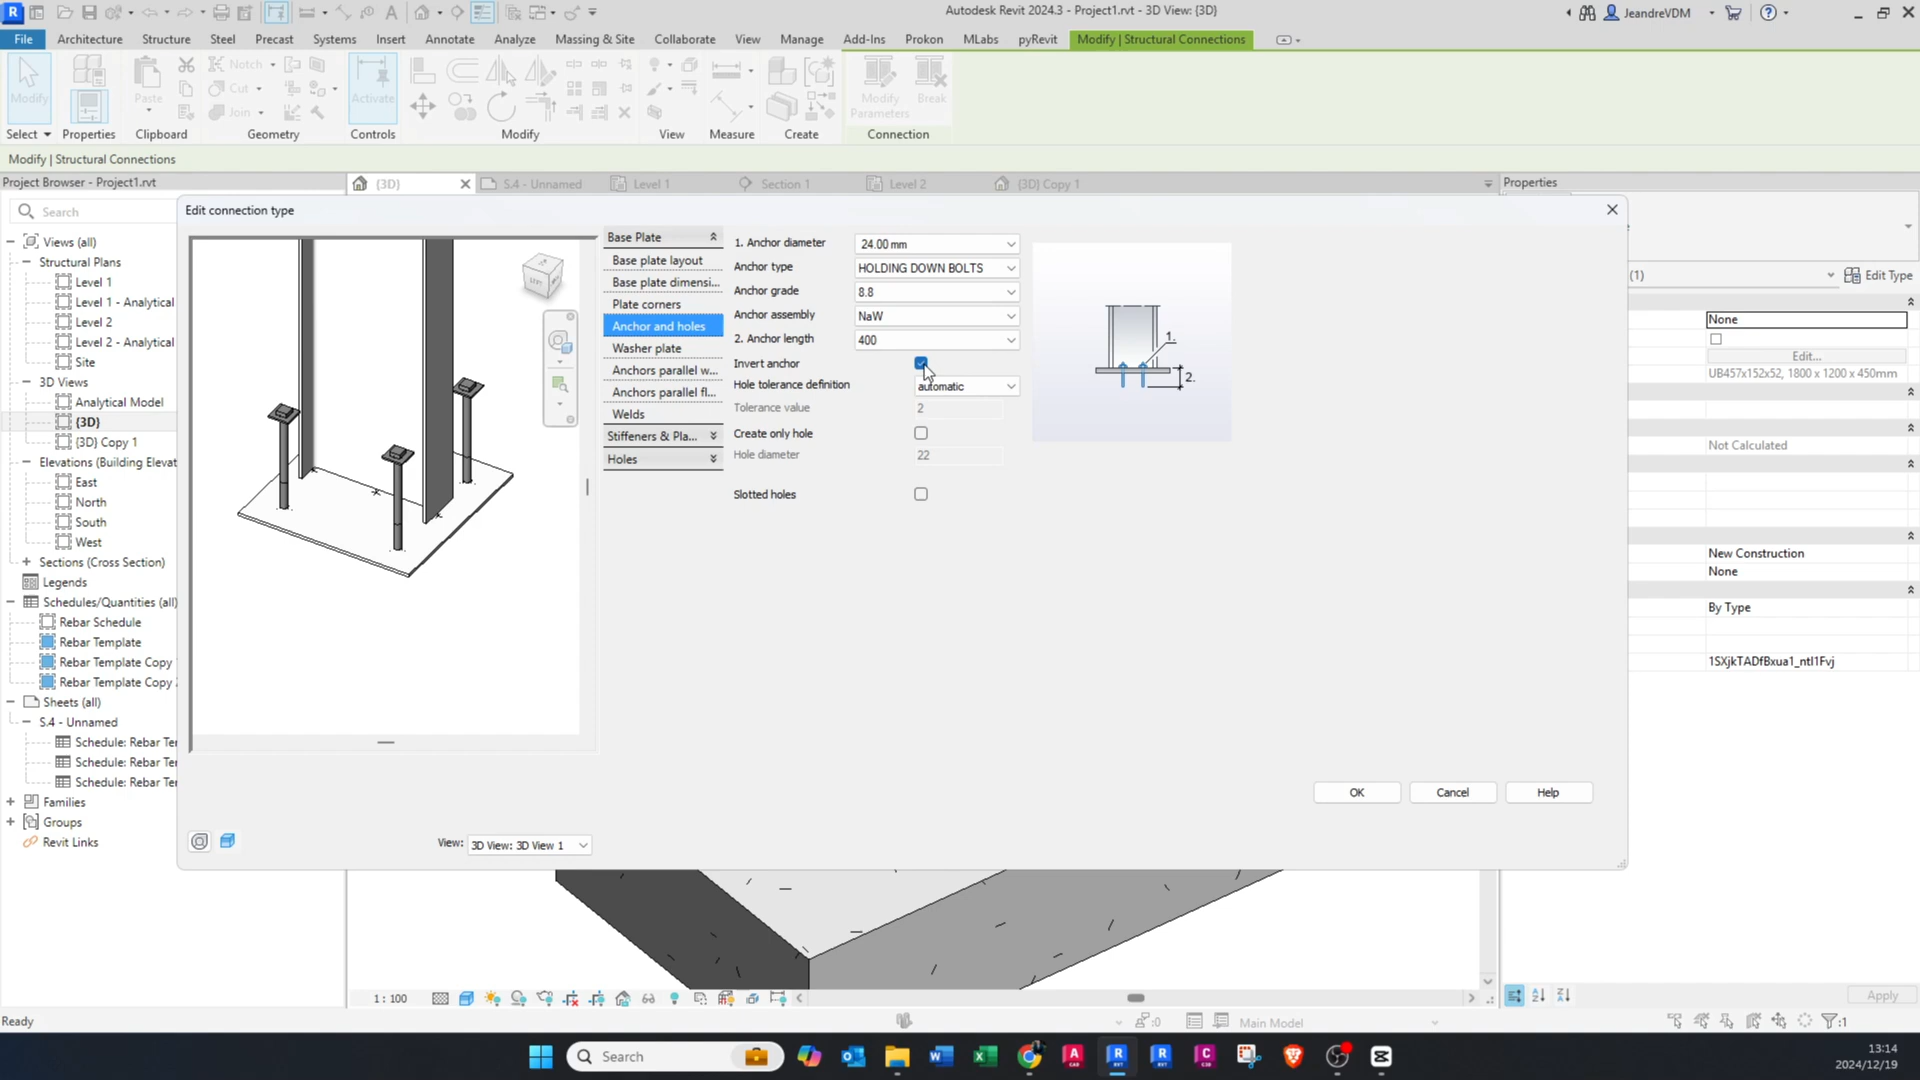 Autodesk Revit 2024.3 - Project1.rvt - 3D View: {3D}
JeandreVDM
File
Architecture
Structure
Steel
Precast
Systems
Insert
Annotate
Analyze
Massing & Site
Collaborate
View
Manage
Add-Ins
Prokon
MLabs
pyRevit
Modify | Structural Connections
Modify
Paste
Notch
Cut
Join
Activate
Modify Parameters
Break
Select
Properties
Clipboard
Geometry
Controls
Modify
View
Measure
Create
Connection
Modify | Structural Connections
Project Browser - Project1.rvt
{3D}
S.4 - Unnamed
Level 1
Section 1
Level 2
{3D} Copy 1
Properties
Search
Views (all)
Structural Plans
Level 1
Level 1 - Analytical
Level 2
Level 2 - Analytical
Site
3D Views
Analytical Model
{3D}
{3D} Copy 1
Elevations (Building Elevat
East
North
South
West
Sections (Cross Section)
Legends
Schedules/Quantities (all)
Rebar Schedule
Rebar Template
Rebar Template Copy
Rebar Template Copy
Sheets (all)
S.4 - Unnamed
Schedule: Rebar Ter
Schedule: Rebar Ter
Schedule: Rebar Ter
Families
Groups
Revit Links
Edit connection type
Base Plate
Base plate layout
Base plate dimensi...
Plate corners
Anchor and holes
Washer plate
Anchors parallel w...
Anchors parallel fl...
Welds
Stiffeners & Pla...
Holes
1. Anchor diameter
24.00 mm
Anchor type
HOLDING DOWN BOLTS
Anchor grade
8.8
Anchor assembly
NaW
2. Anchor length
400
Invert anchor
Hole tolerance definition
automatic
Tolerance value
2
Create only hole
Hole diameter
22
Slotted holes
1.
2.
OK
Cancel
Help
View:
3D View: 3D View 1
(1)
Edit Type
None
Edit...
UB457x152x52, 1800 x 1200 x 450mm
Not Calculated
New Construction
None
By Type
1SXjkTADfBxua1_ntl1Fvj
1 : 100
Apply
Ready
:0
Main Model
:1
Search
13:14
2024/12/19